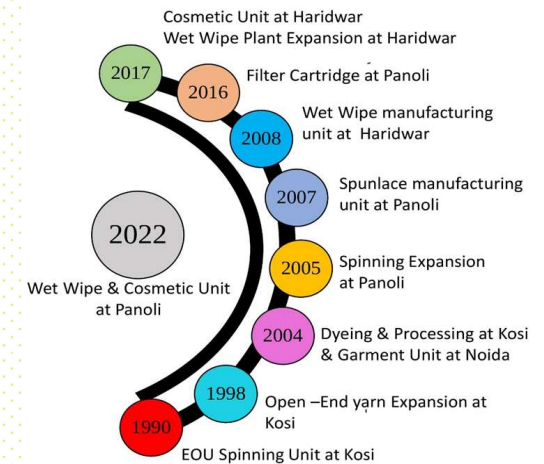 Cosmetic Unit at Haridwar
Wet Wipe Plant Expansion at Haridwar
2017
2016
Filter Cartridge at Panoli
2008
Wet Wipe manufacturing
unit at Haridwar
2007
Spunlace manufacturing
unit at Panoli
2022
Wet Wipe & Cosmetic Unit
at Panoli
2005
Spinning Expansion
at Panoli
2004
Dyeing & Processing at Kosi
& Garment Unit at Noida
1998
Open –End yarn Expansion at
Kosi
1990
EOU Spinning Unit at Kosi